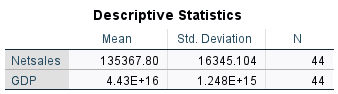 Descriptive Statistics
Mean Std. Deviation N
Netsales 135367.80 16345.104 44
GDP 4.43E+16 1.248E+15 44